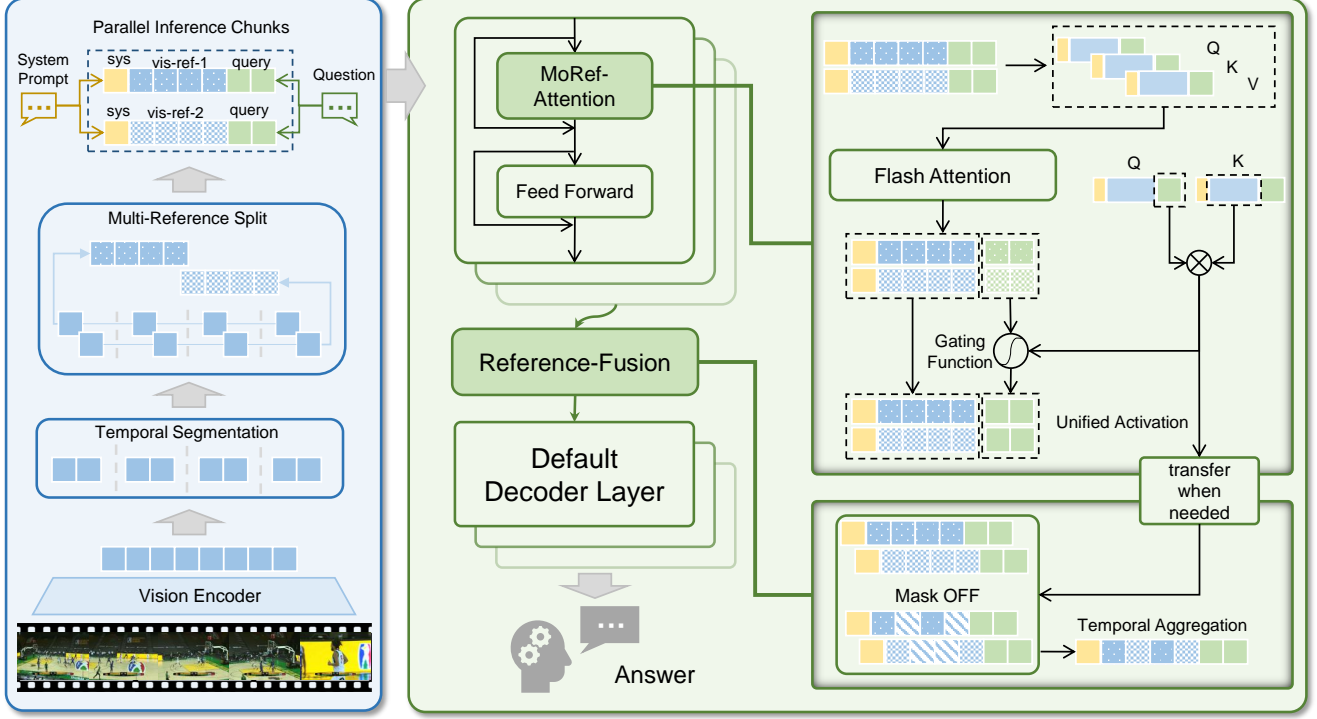 Parallel Inference Chunks
System
Prompt
sys vis-ref-1 query
Question
sys vis-ref-2 query
Multi-Reference Split
Temporal Segmentation
Vision Encoder
MoRef-
Attention
Feed Forward
Reference-Fusion
Default
Decoder Layer
Answer
Q
K
V
Flash Attention
Q K
Gating
Function
Unified Activation
transfer
when
needed
Mask OFF
Temporal Aggregation